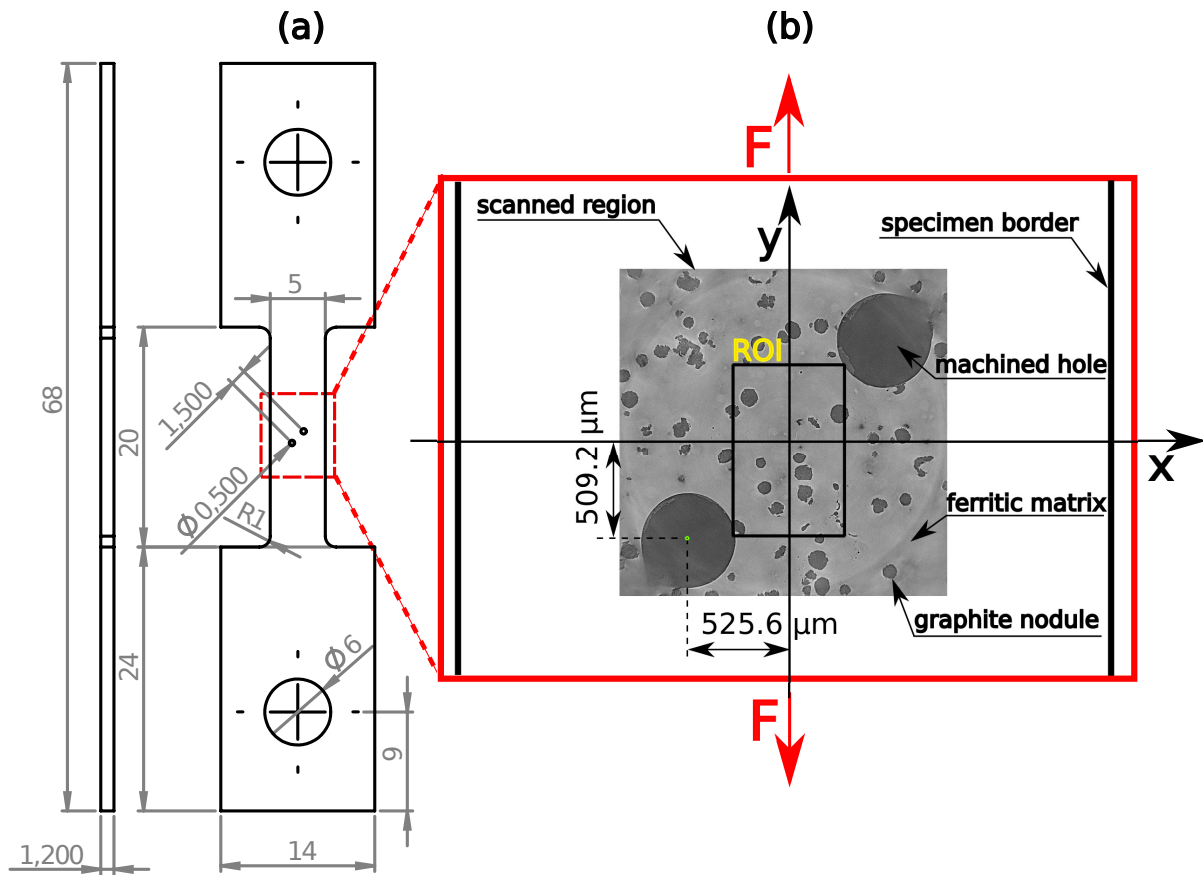 (a)
(b)
F
scanned region
specimen border
y
5
ROI
machined hole
68
1,500
20
509.2 µm
x
Φ0,500
R1
ferritic matrix
graphite nodule
525.6 µm
24
Φ6
F
9
1,200
14